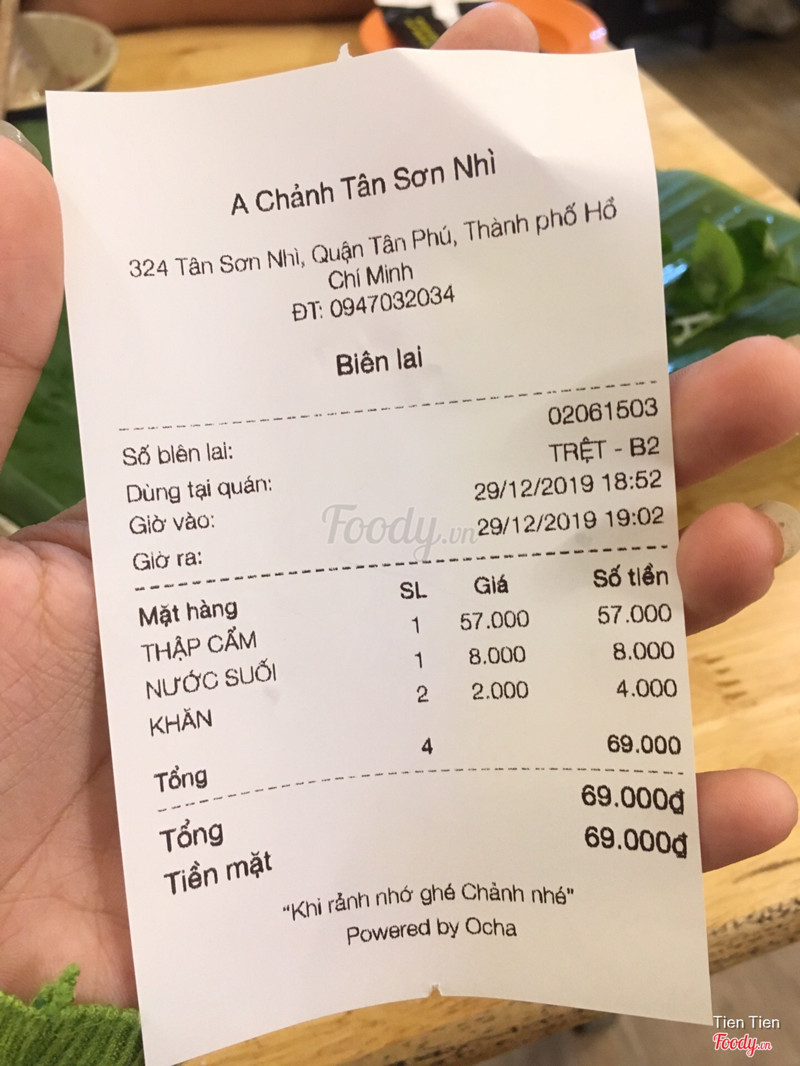 A Chảnh Tân Sơn Nhì
324 Tân Sơn Nhì, Quận Tân Phú, Thành phố Hồ
Chí Minh
ĐT: 0947032034
Biên lai
Số biên lai: 02061503
Dùng tại quán: TRỆT - B2
Giờ vào: 29/12/2019 18:52
Giờ ra: 29/12/2019 19:02
Mặt hàng SL Giá Số tiền
THẬP CẨM 1 57.000 57.000
NƯỚC SUỐI 1 8.000 8.000
KHĂN 2 2.000 4.000
Tổng 4 69.000
Tổng 69.000đ
Tiền mặt 69.000đ
"Khi rảnh nhớ ghé Chảnh nhé"
Powered by Ocha
Foody.vn
Tien Tien
Foody.vn